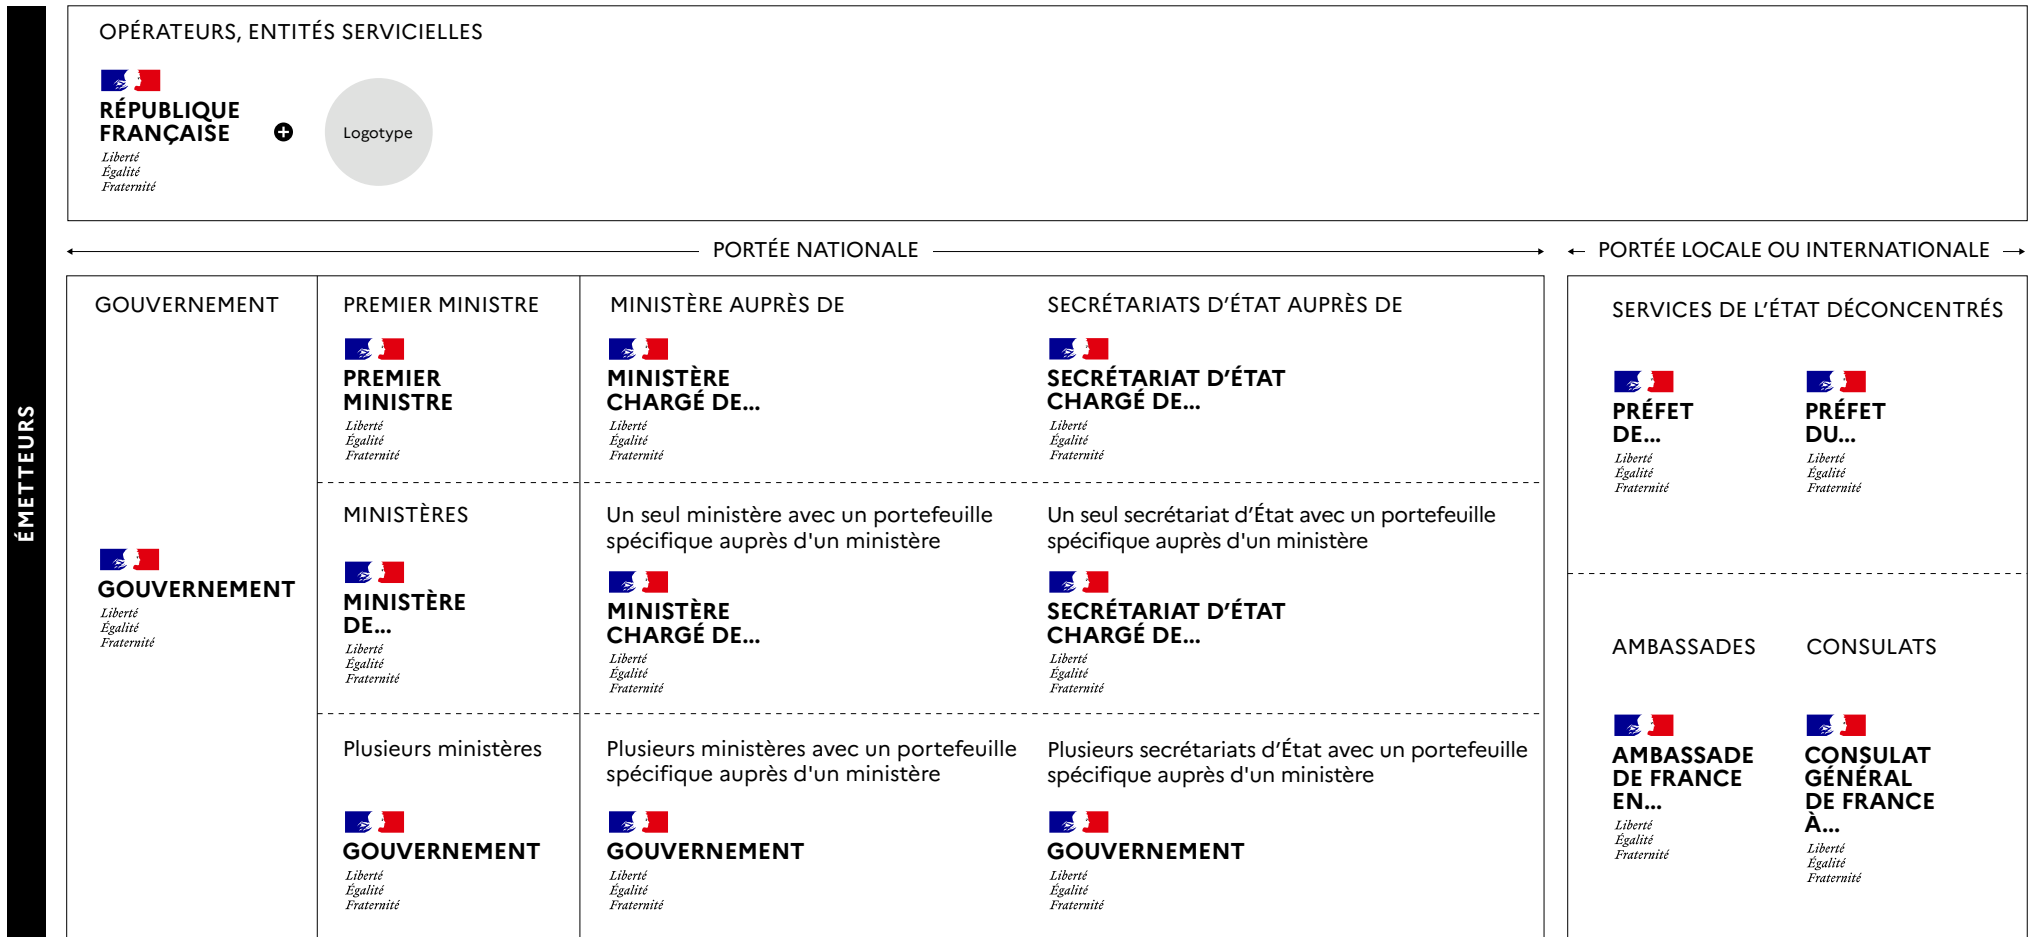 ÉMETTEURS
OPÉRATEURS, ENTITÉS SERVICIELLES
RÉPUBLIQUE
FRANÇAISE
Liberté
Égalité
Fraternité
Logotype
PORTÉE NATIONALE
PORTÉE LOCALE OU INTERNATIONALE
GOUVERNEMENT
GOUVERNEMENT
Liberté
Égalité
Fraternité
PREMIER MINISTRE
PREMIER
MINISTRE
Liberté
Égalité
Fraternité
MINISTÈRE AUPRÈS DE
MINISTÈRE
CHARGÉ DE...
Liberté
Égalité
Fraternité
SECRÉTARIATS D’ÉTAT AUPRÈS DE
SECRÉTARIAT D’ÉTAT
CHARGÉ DE...
Liberté
Égalité
Fraternité
MINISTÈRES
MINISTÈRE
DE...
Liberté
Égalité
Fraternité
Un seul ministère avec un portefeuille
spécifique auprès d'un ministère
MINISTÈRE
CHARGÉ DE...
Liberté
Égalité
Fraternité
Un seul secrétariat d’État avec un portefeuille
spécifique auprès d'un ministère
SECRÉTARIAT D’ÉTAT
CHARGÉ DE...
Liberté
Égalité
Fraternité
Plusieurs ministères
GOUVERNEMENT
Liberté
Égalité
Fraternité
Plusieurs ministères avec un portefeuille
spécifique auprès d'un ministère
GOUVERNEMENT
Liberté
Égalité
Fraternité
Plusieurs secrétariats d’État avec un portefeuille
spécifique auprès d'un ministère
GOUVERNEMENT
Liberté
Égalité
Fraternité
SERVICES DE L’ÉTAT DÉCONCENTRÉS
PRÉFET
DE...
Liberté
Égalité
Fraternité
PRÉFET
DU...
Liberté
Égalité
Fraternité
AMBASSADES
AMBASSADE
DE FRANCE
EN...
Liberté
Égalité
Fraternité
CONSULATS
CONSULAT
GÉNÉRAL
DE FRANCE
À...
Liberté
Égalité
Fraternité